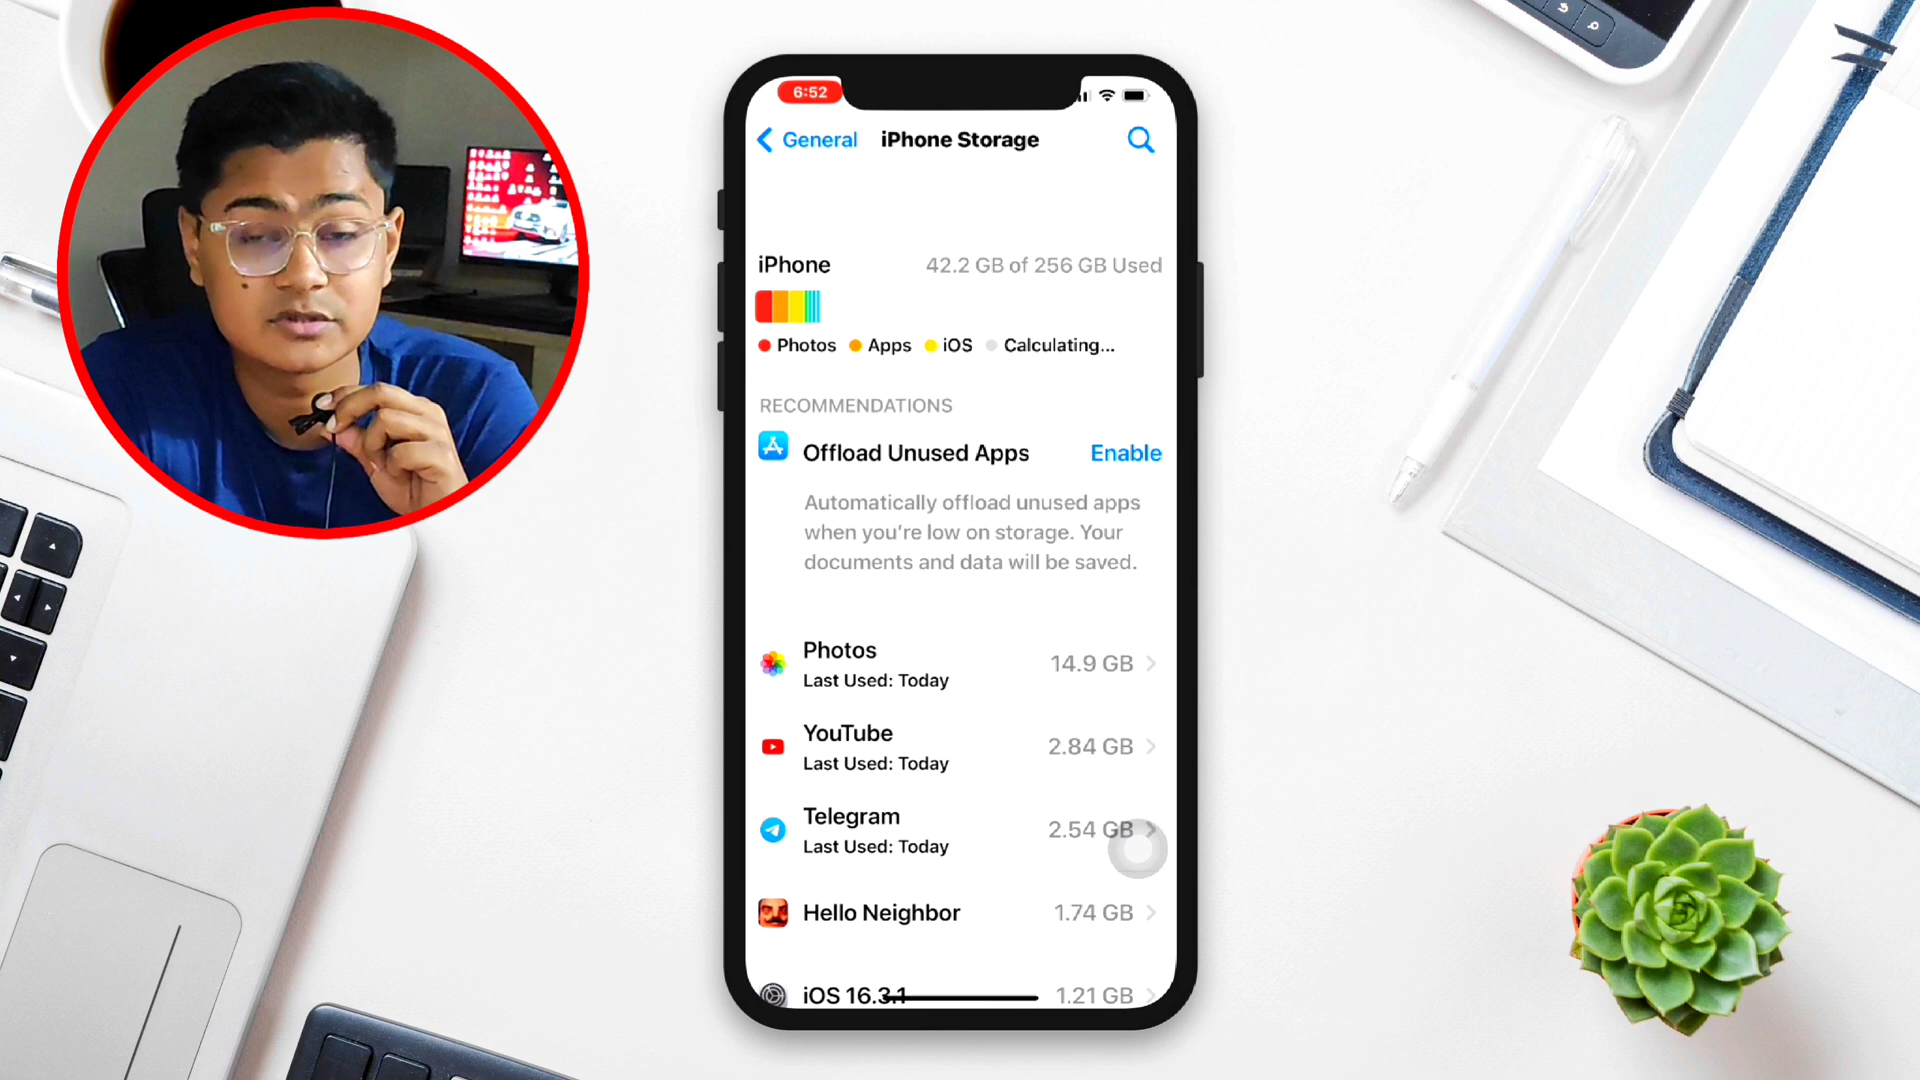 6:52
General
iPhone Storage
iPhone
42.2 GB of 256 GB Used
Photos
Apps
iOS
Calculating...
RECOMMENDATIONS
Offload Unused Apps
Enable
Automatically offload unused apps
when you're low on storage. Your
documents and data will be saved.
Photos
14.9 GB
Last Used: Today
YouTube
2.84 GB
Last Used: Today
Telegram
2.54 GB
Last Used: Today
Hello Neighbor
1.74 GB
iOS 16.3.1
1.21 GB